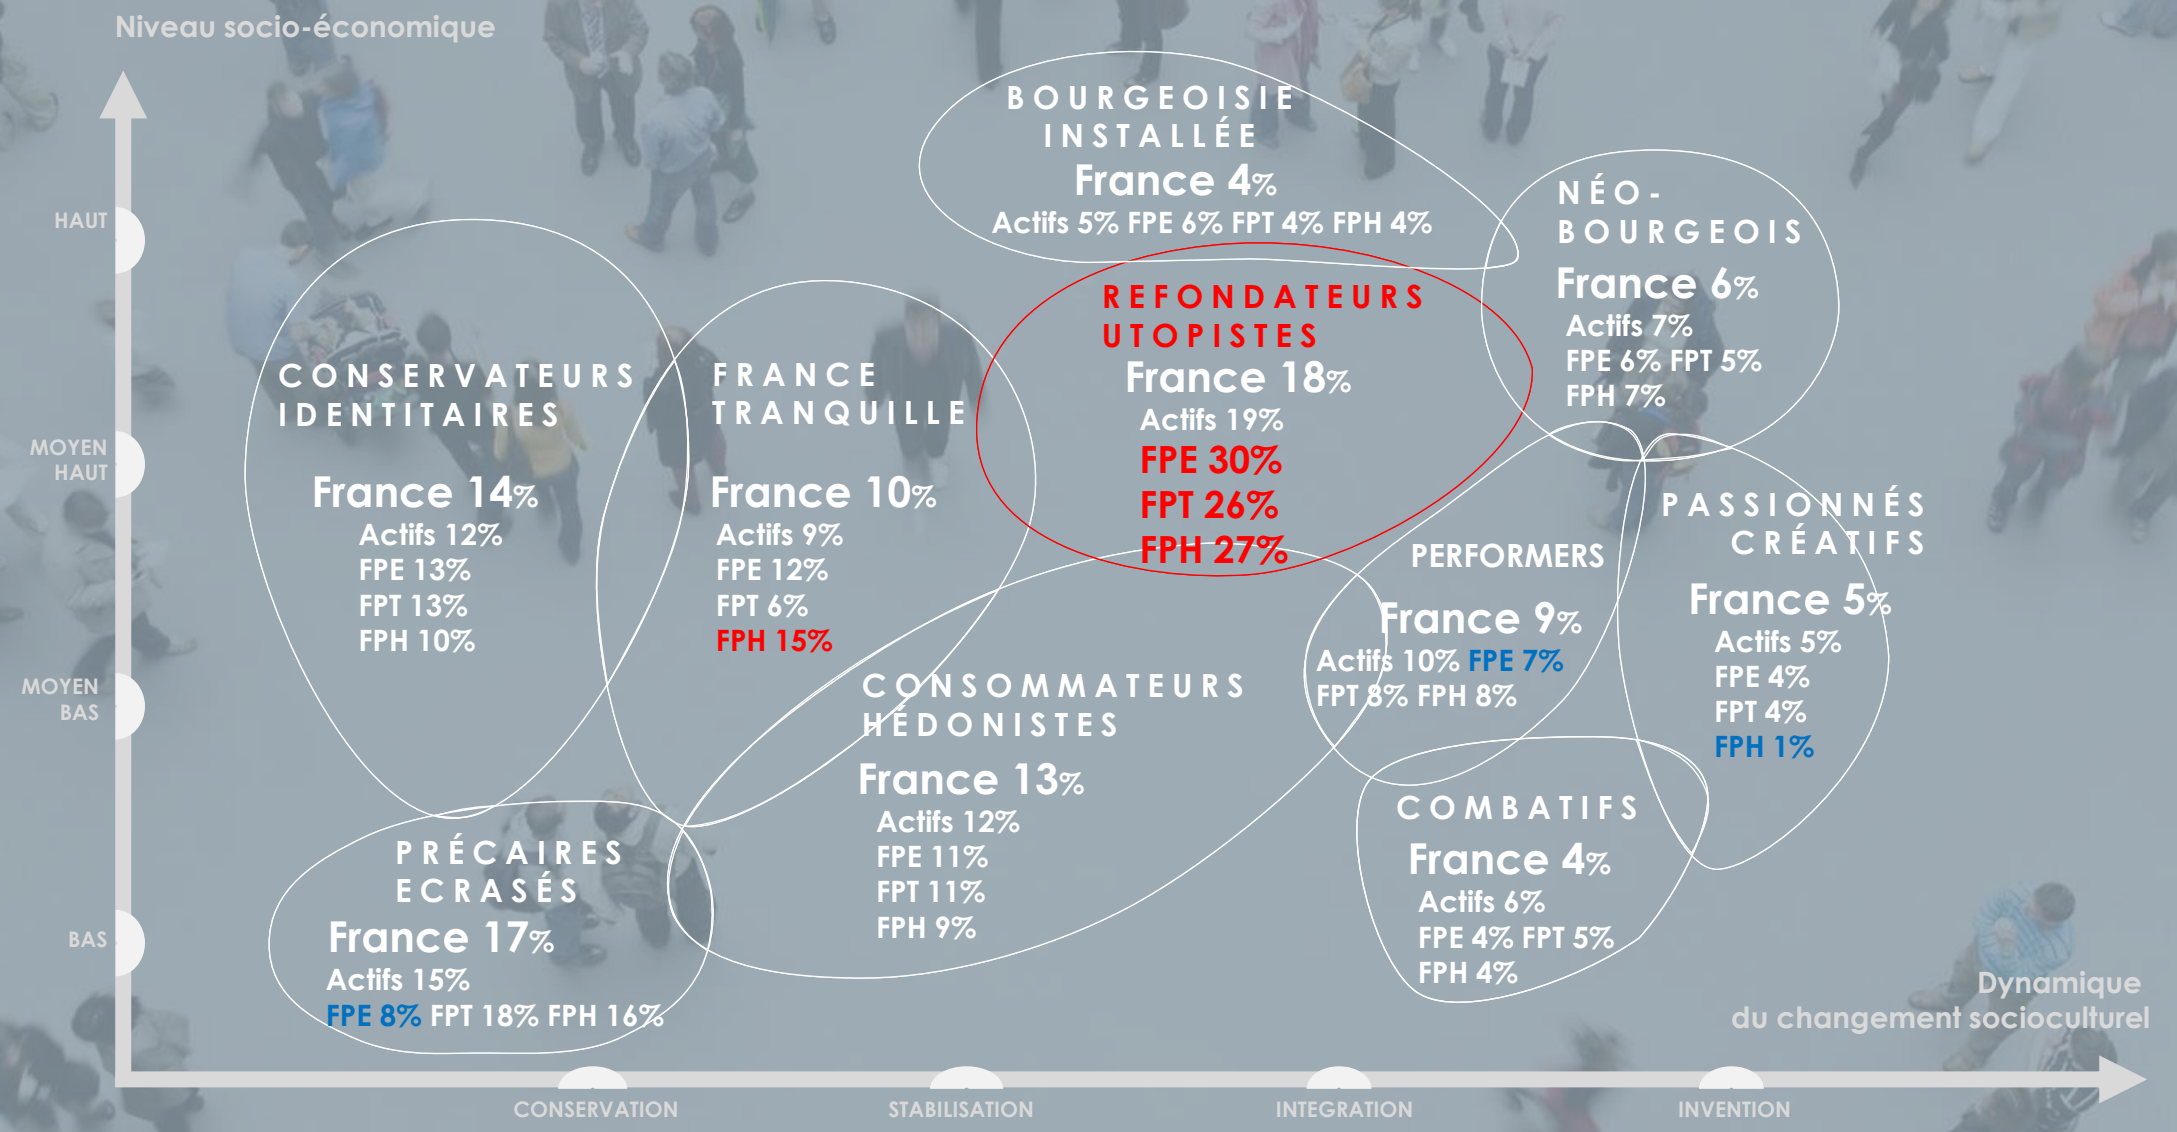 Niveau socio-économique
HAUT
MOYEN
HAUT
MOYEN
BAS
BAS
BOURGEOISIE
INSTALLÉE
France 4%
Actifs 5% FPE 6% FPT 4% FPH 4%
NÉO-
BOURGEOIS
France 6%
Actifs 7%
FPE 6% FPT 5%
FPH 7%
REFONDATEURS
UTOPISTES
France 18%
Actifs 19%
FPE 30%
FPT 26%
FPH 27%
CONSERVATEURS
IDENTITAIRES
France 14%
Actifs 12%
FPE 13%
FPT 13%
FPH 10%
FRANCE
TRANQUILLE
France 10%
Actifs 9%
FPE 12%
FPT 6%
FPH 15%
PERFORMERS
France 9%
Actifs 10% FPE 7%
FPT 8% FPH 8%
PASSIONNÉS
CRÉATIFS
France 5%
Actifs 5%
FPE 4%
FPT 4%
FPH 1%
CONSOMMATEURS
HÉDONISTES
France 13%
Actifs 12%
FPE 11%
FPT 11%
FPH 9%
COMBATIFS
France 4%
Actifs 6%
FPE 4% FPT 5%
FPH 4%
PRÉCAIRES
ECRASÉS
France 17%
Actifs 15%
FPE 8% FPT 18% FPH 16%
Dynamique
du changement socioculturel
CONSERVATION
STABILISATION
INTEGRATION
INVENTION